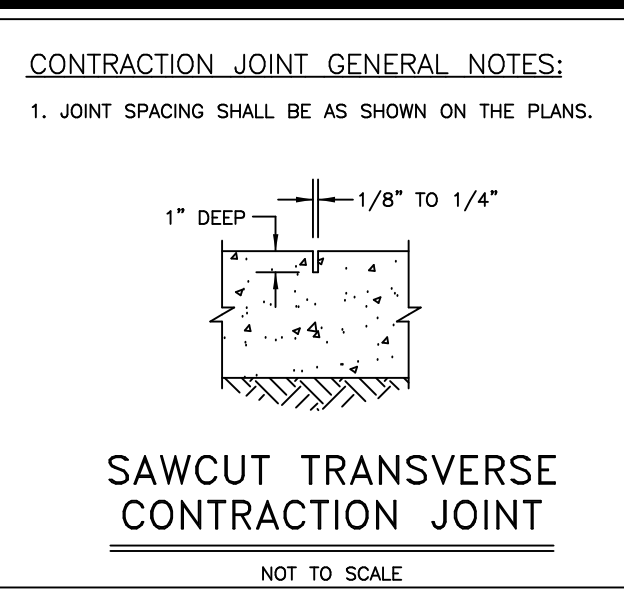 CONTRACTION JOINT GENERAL NOTES:
1. JOINT SPACING SHALL BE AS SHOWN ON THE PLANS.
1/8" TO 1/4"
1" DEEP
SAWCUT TRANSVERSE
CONTRACTION JOINT
NOT TO SCALE